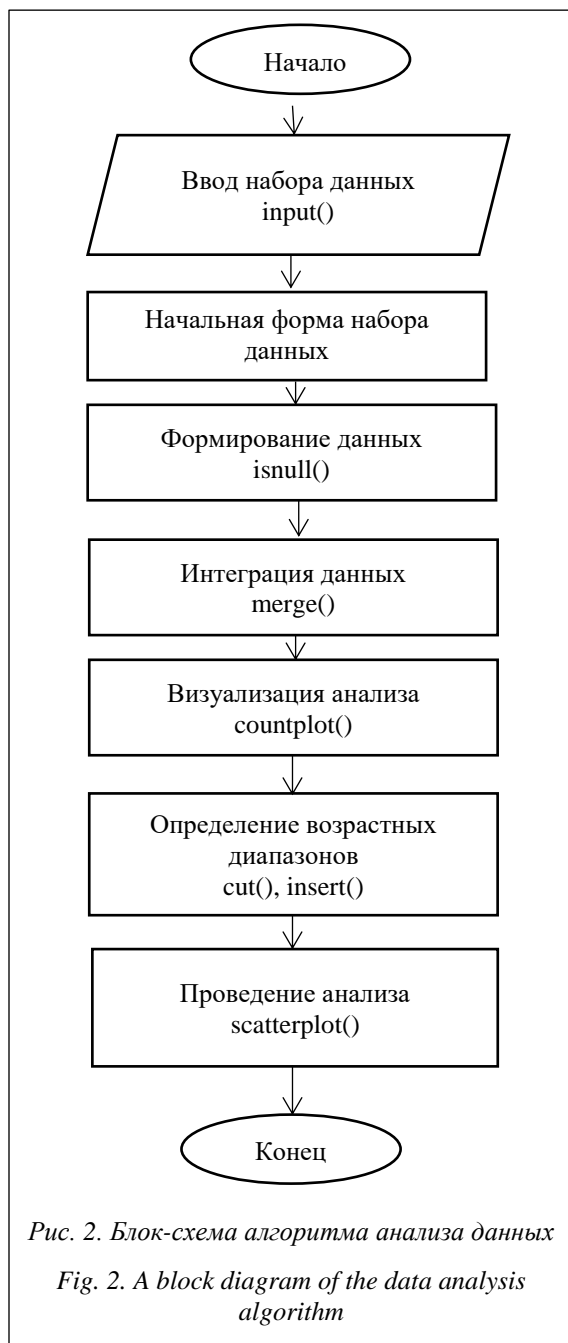 Начало
Ввод набора данных
input()
Начальная форма набора
данных
Формирование данных
isnull()
Интеграция данных
merge()
Визуализация анализа
countplot()
Определение возрастных
диапазонов
cut(), insert()
Проведение анализа
scatterplot()
Конец
Рис. 2. Блок-схема алгоритма анализа данных
Fig. 2. A block diagram of the data analysis
algorithm